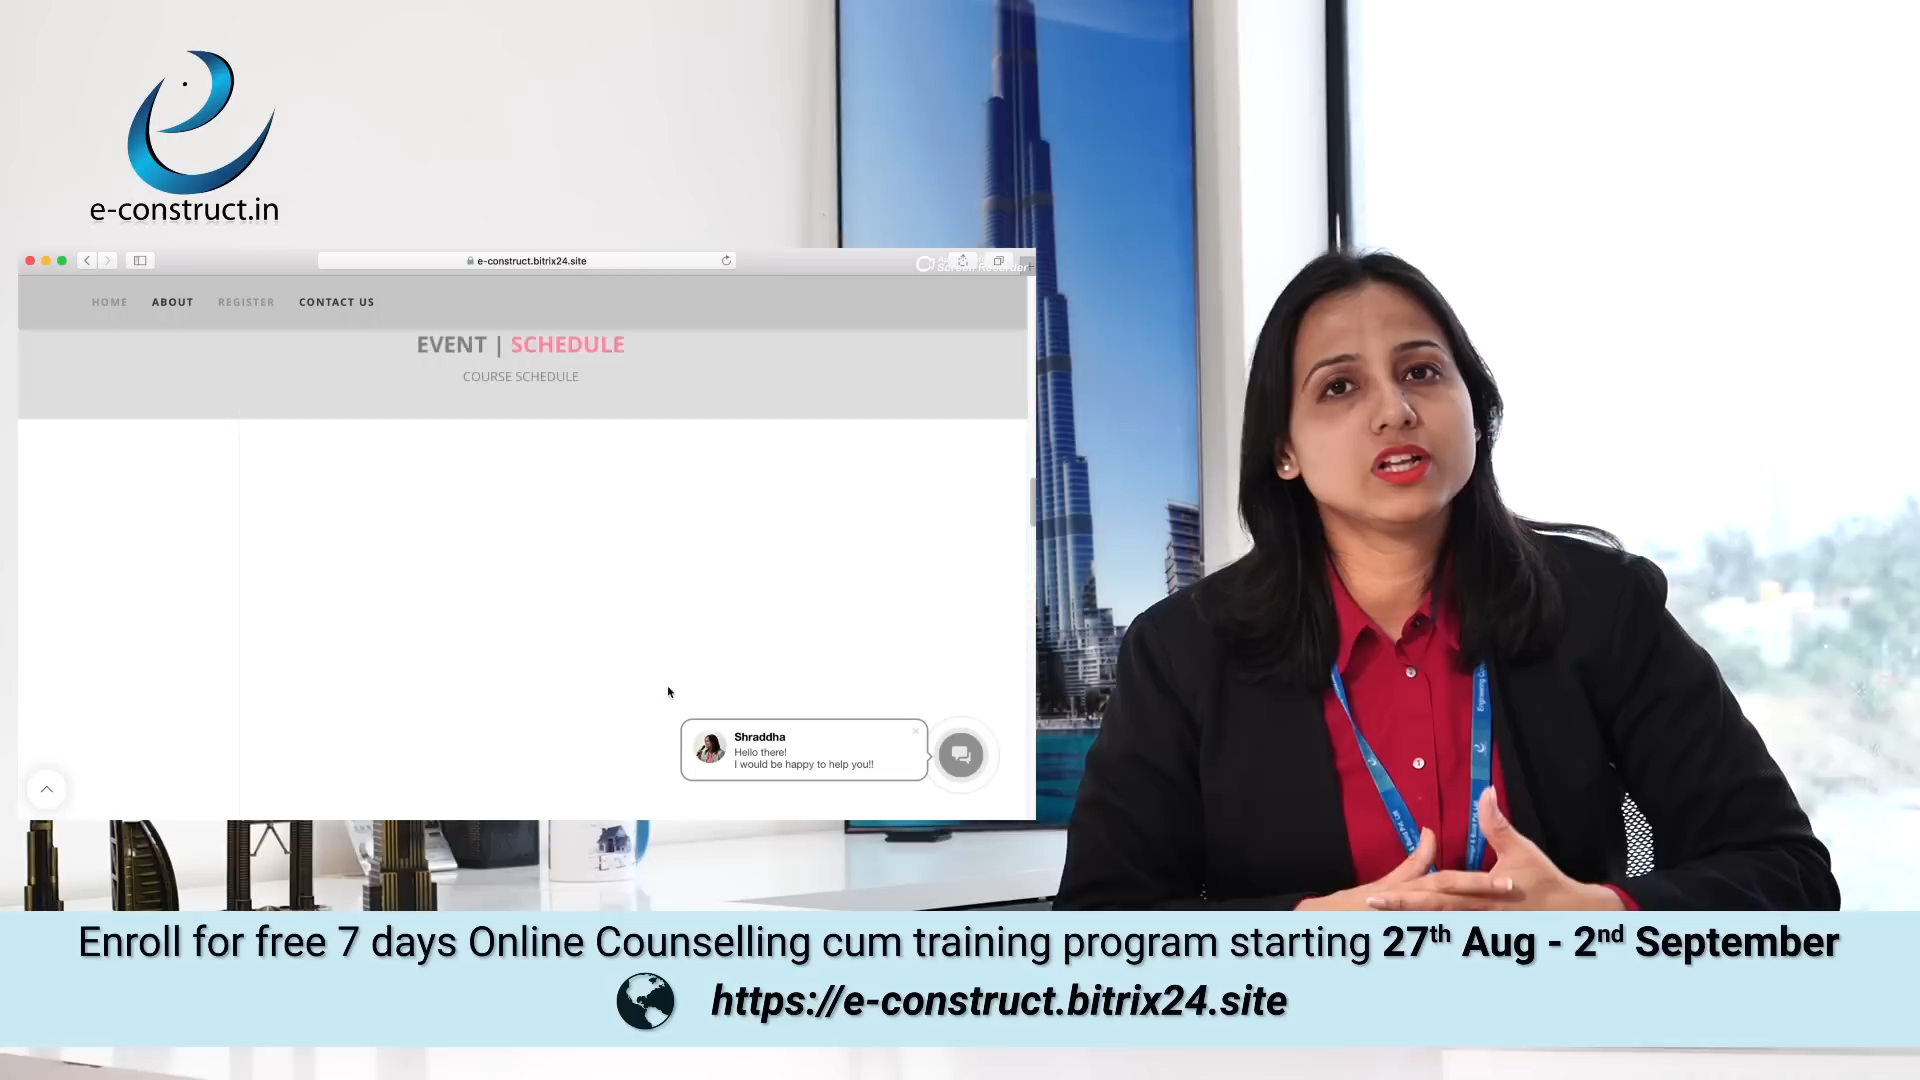 e-construct.in
e-construct.bitrix24.site
Screen Recorder
HOME ABOUT REGISTER CONTACT US
EVENT | SCHEDULE
COURSE SCHEDULE
Shraddha
Hello there!
I would be happy to help you!!
Enroll for free 7 days Online Counselling cum training program starting 27th Aug - 2nd September
https://e-construct.bitrix24.site